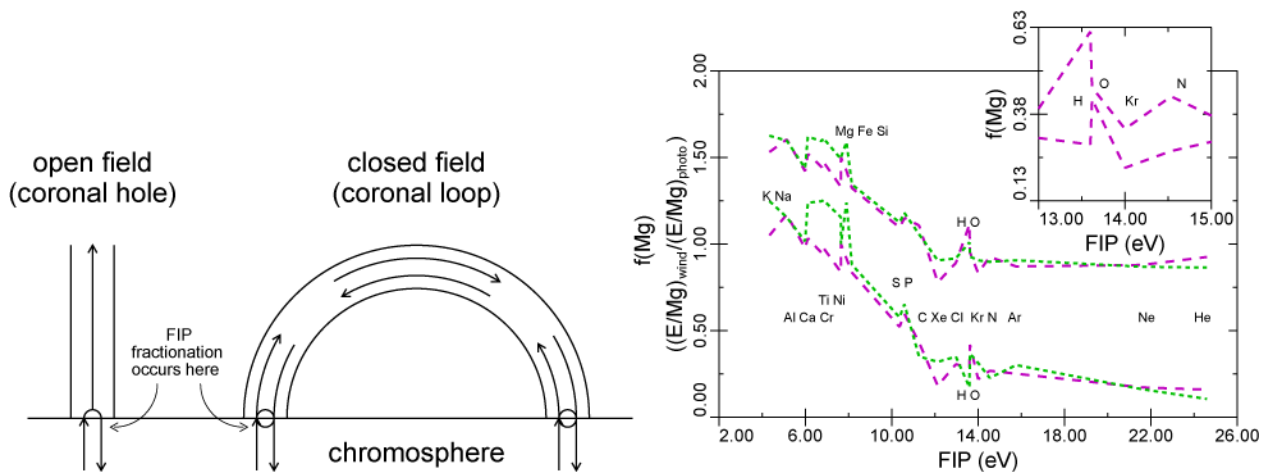 open field
(coronal hole)
closed field
(coronal loop)
FIP
fractionation
occurs here
chromosphere
f(Mg)
((E/Mg)wind/(E/Mg)photo)
2.00
1.50
1.00
0.50
0.00
Mg Fe Si
K Na
H O
S P
Ti Ni
Al Ca Cr
C Xe Cl Kr N Ar
Ne
He
H O
2.00 6.00 10.00 14.00 18.00 22.00 26.00
FIP (eV)
f(Mg)
0.63
0.38
0.13
O
H
Kr
N
13.00 14.00 15.00
FIP (eV)